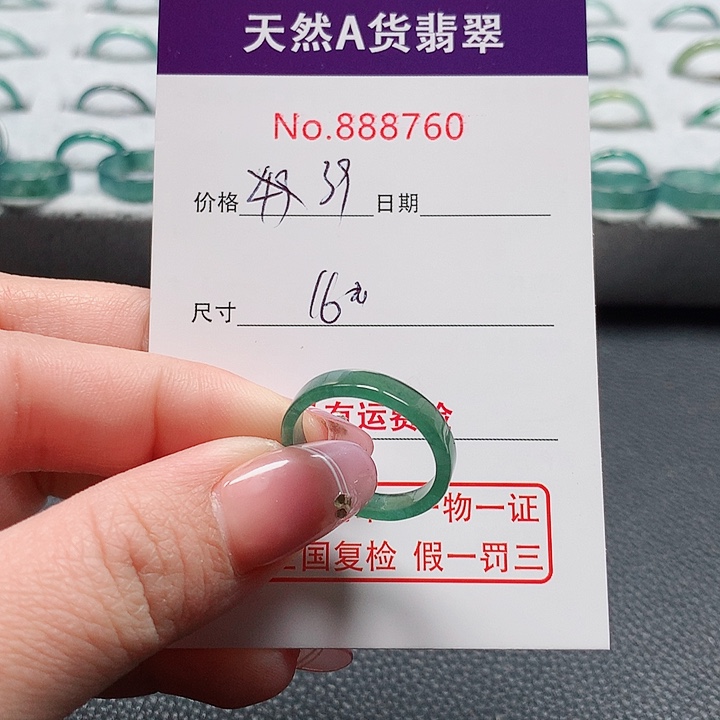 天然A货翡翠
No.888760
价格 39 日期
尺寸 16
有运费
物一证
国复检 假一罚三